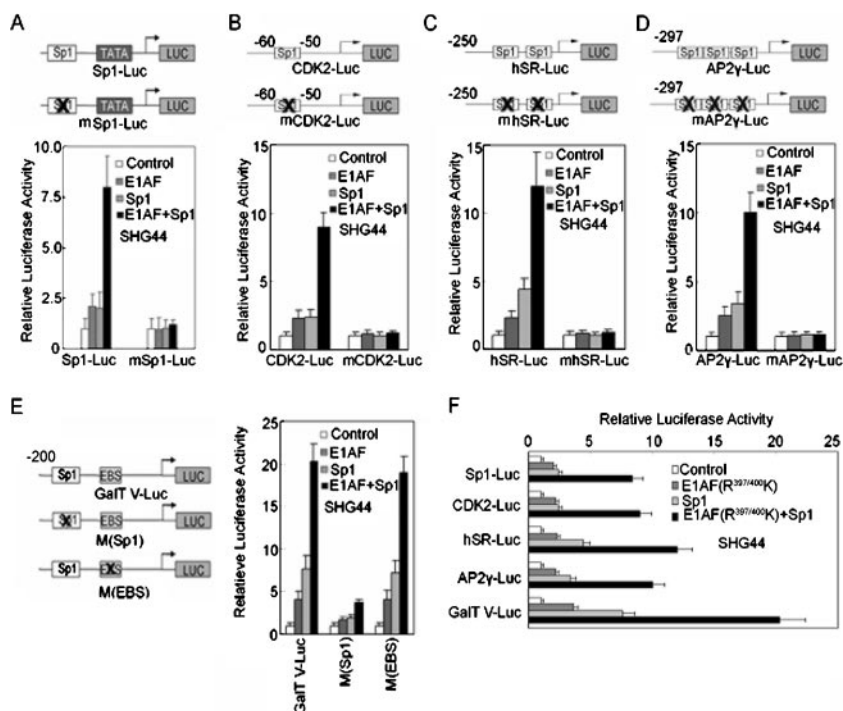 A
Sp1
TATA
LUC
Sp1-Luc
TATA
LUC
mSp1-Luc
Relative Luciferase Activity
10.0
7.5
5.0
2.5
0
Control
E1AF
Sp1
E1AF+Sp1
SHG44
Sp1-Luc
mSp1-Luc
B
-60
-50
Sp1
LUC
CDK2-Luc
-60
-50
LUC
mCDK2-Luc
Relative Luciferase Activity
15
10
5
0
Control
E1AF
Sp1
E1AF+Sp1
SHG44
CDK2-Luc
mCDK2-Luc
C
-250
Sp1
Sp1
LUC
hSR-Luc
-250
LUC
mhSR-Luc
Relative Luciferase Activity
15
10
5
0
Control
E1AF
Sp1
E1AF+Sp1
SHG44
hSR-Luc
mhSR-Luc
D
-297
Sp1
Sp1
Sp1
LUC
AP2γ-Luc
-297
LUC
mAP2γ-Luc
Relative Luciferase Activity
15
10
5
0
Control
E1AF
Sp1
E1AF+Sp1
SHG44
AP2γ-Luc
mAP2γ-Luc
E
-200
Sp1
EBS
LUC
GalT V-Luc
EBS
LUC
M(Sp1)
Sp1
LUC
M(EBS)
Relatieve Luciferase Activity
25
20
15
10
5
0
Control
E1AF
Sp1
E1AF+Sp1
SHG44
GalT V-Luc
M(Sp1)
M(EBS)
F
Relative Luciferase Activity
0
5
10
15
20
25
Sp1-Luc
CDK2-Luc
hSR-Luc
AP2γ-Luc
GalT V-Luc
Control
E1AF(R397/400K)
Sp1
E1AF(R397/400K)+Sp1
SHG44